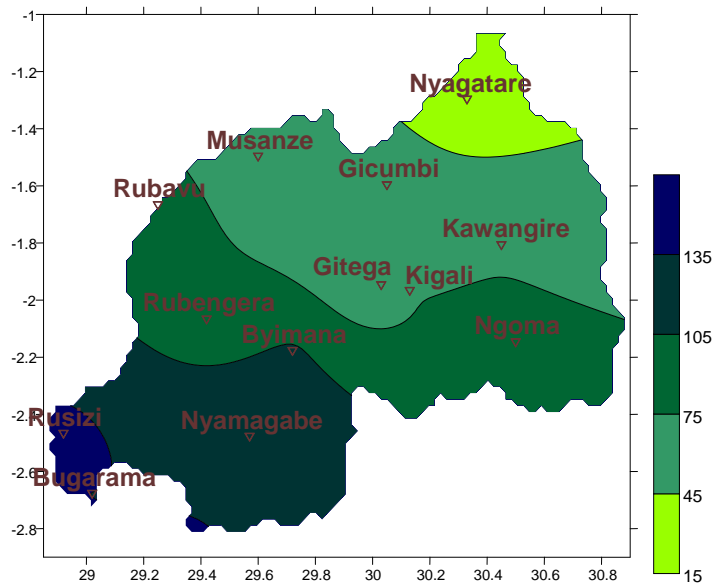 -1
-1.2
Nyagatare
-1.4
Musanze
Gicumbi
-1.6
Rubavu
Kawangire
-1.8
Gitega
Kigali
-2
Rubengera
Ngoma
Byimana
-2.2
-2.4
Rusizi
Nyamagabe
-2.6
Bugarama
-2.8
29 29.2 29.4 29.6 29.8 30 30.2 30.4 30.6 30.8
135
105
75
45
15